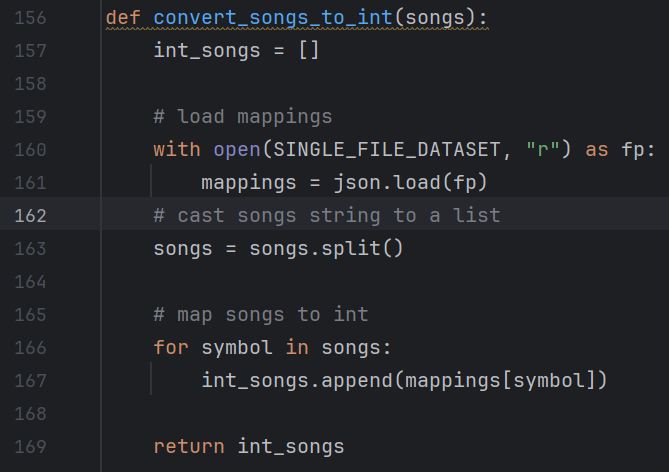 156 def convert_songs_to_int(songs):
157     int_songs = []
158
159     # load mappings
160     with open(SINGLE_FILE_DATASET, "r") as fp:
161         mappings = json.load(fp)
162     # cast songs string to a list
163     songs = songs.split()
164
165     # map songs to int
166     for symbol in songs:
167         int_songs.append(mappings[symbol])
168
169     return int_songs